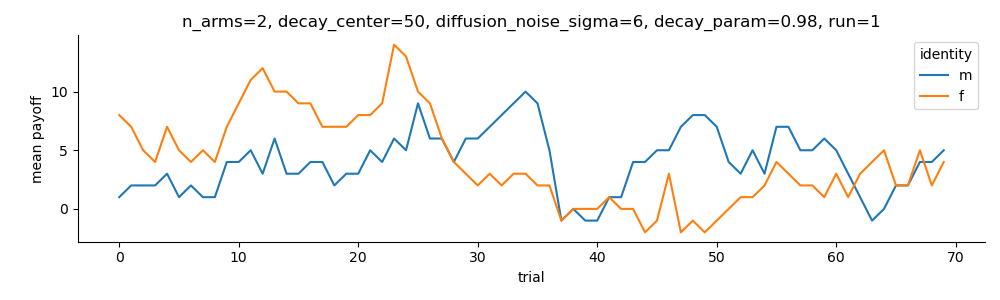 n_arms=2, decay_center=50, diffusion_noise_sigma=6, decay_param=0.98, run=1
identity
m
f
mean payoff
10
5
0
0 10 20 30 40 50 60 70
trial